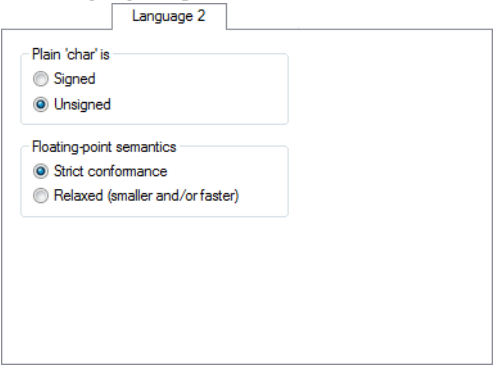 Language 2
Plain 'char' is
Signed
Unsigned
Floating-point semantics
Strict conformance
Relaxed (smaller and/or faster)